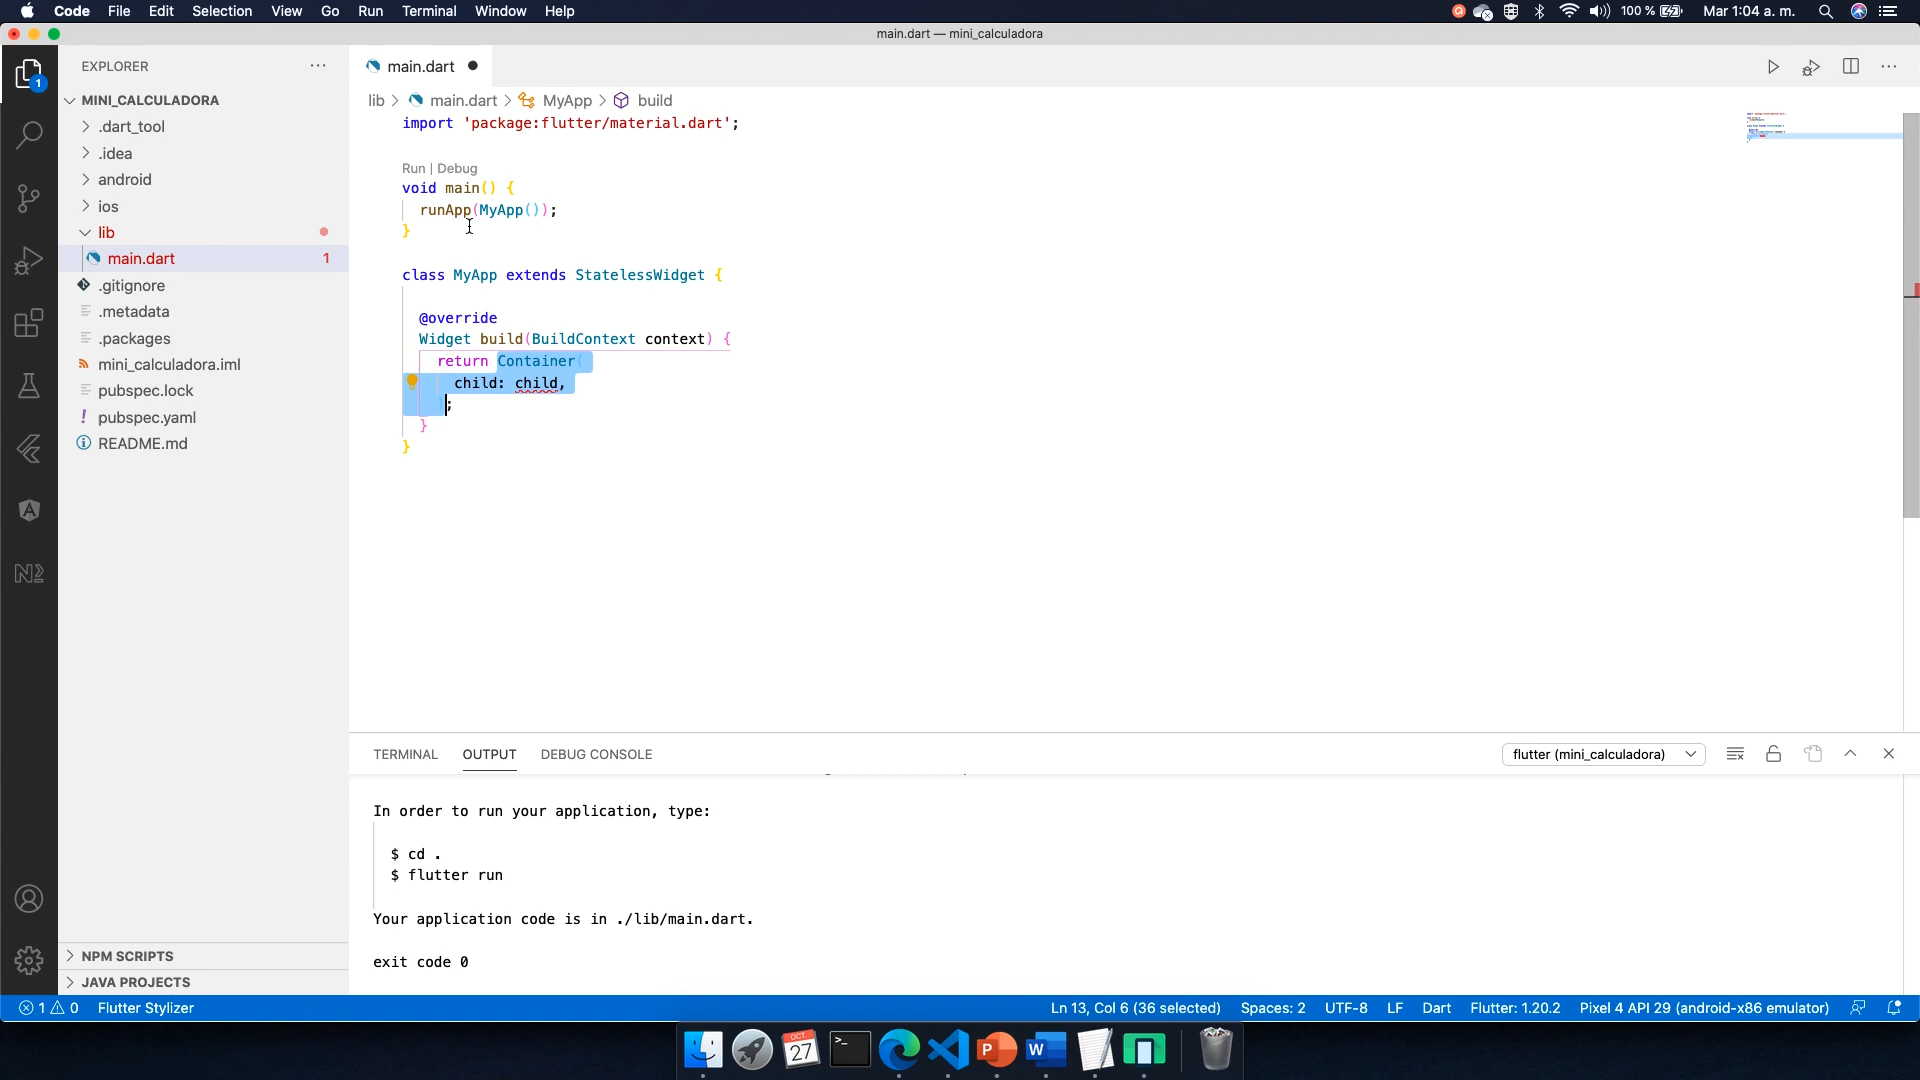 Code File Edit Selection View Go Run Terminal Window Help 100 % Mar 1:04 a. m.
main.dart — mini_calculadora
EXPLORER
main.dart
1
MINI_CALCULADORA
lib > main.dart > MyApp > build
.dart_tool
.idea
android
ios
lib
main.dart 1
.gitignore
.metadata
.packages
mini_calculadora.iml
pubspec.lock
pubspec.yaml
README.md
import 'package:flutter/material.dart';
Run | Debug
void main() {
runApp(MyApp());
}
class MyApp extends StatelessWidget {
@override
Widget build(BuildContext context) {
return Container(
child: child,
);
}
}
TERMINAL OUTPUT DEBUG CONSOLE flutter (mini_calculadora)
In order to run your application, type:
$ cd .
$ flutter run
Your application code is in ./lib/main.dart.
exit code 0
NPM SCRIPTS
JAVA PROJECTS
1 0 Flutter Stylizer Ln 13, Col 6 (36 selected) Spaces: 2 UTF-8 LF Dart Flutter: 1.20.2 Pixel 4 API 29 (android-x86 emulator)
OCT
27
>_
P
W